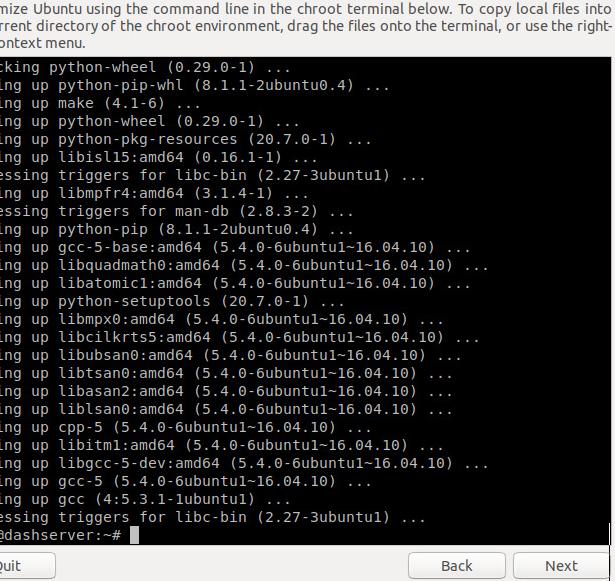 mize Ubuntu using the command line in the chroot terminal below. To copy local files into
rrent directory of the chroot environment, drag the files onto the terminal, or use the right-
ontext menu.
cking python-wheel (0.29.0-1) ...
ing up python-pip-whl (8.1.1-2ubuntu0.4) ...
ing up make (4.1-6) ...
ing up python-wheel (0.29.0-1) ...
ing up python-pkg-resources (20.7.0-1) ...
ing up libisl15:amd64 (0.16.1-1) ...
essing triggers for libc-bin (2.27-3ubuntu1) ...
ing up libmpfr4:amd64 (3.1.4-1) ...
essing triggers for man-db (2.8.3-2) ...
ing up python-pip (8.1.1-2ubuntu0.4) ...
ing up gcc-5-base:amd64 (5.4.0-6ubuntu1~16.04.10) ...
ing up libquadmath0:amd64 (5.4.0-6ubuntu1~16.04.10) ...
ing up libatomic1:amd64 (5.4.0-6ubuntu1~16.04.10) ...
ing up python-setuptools (20.7.0-1) ...
ing up libmpx0:amd64 (5.4.0-6ubuntu1~16.04.10) ...
ing up libcilkrts5:amd64 (5.4.0-6ubuntu1~16.04.10) ...
ing up libubsan0:amd64 (5.4.0-6ubuntu1~16.04.10) ...
ing up libtsan0:amd64 (5.4.0-6ubuntu1~16.04.10) ...
ing up libasan2:amd64 (5.4.0-6ubuntu1~16.04.10) ...
ing up liblsan0:amd64 (5.4.0-6ubuntu1~16.04.10) ...
ing up cpp-5 (5.4.0-6ubuntu1~16.04.10) ...
ing up libitm1:amd64 (5.4.0-6ubuntu1~16.04.10) ...
ing up libgcc-5-dev:amd64 (5.4.0-6ubuntu1~16.04.10) ...
ing up gcc-5 (5.4.0-6ubuntu1~16.04.10) ...
ing up gcc (4:5.3.1-1ubuntu1) ...
essing triggers for libc-bin (2.27-3ubuntu1) ...
@dashserver:~#
Quit Back Next